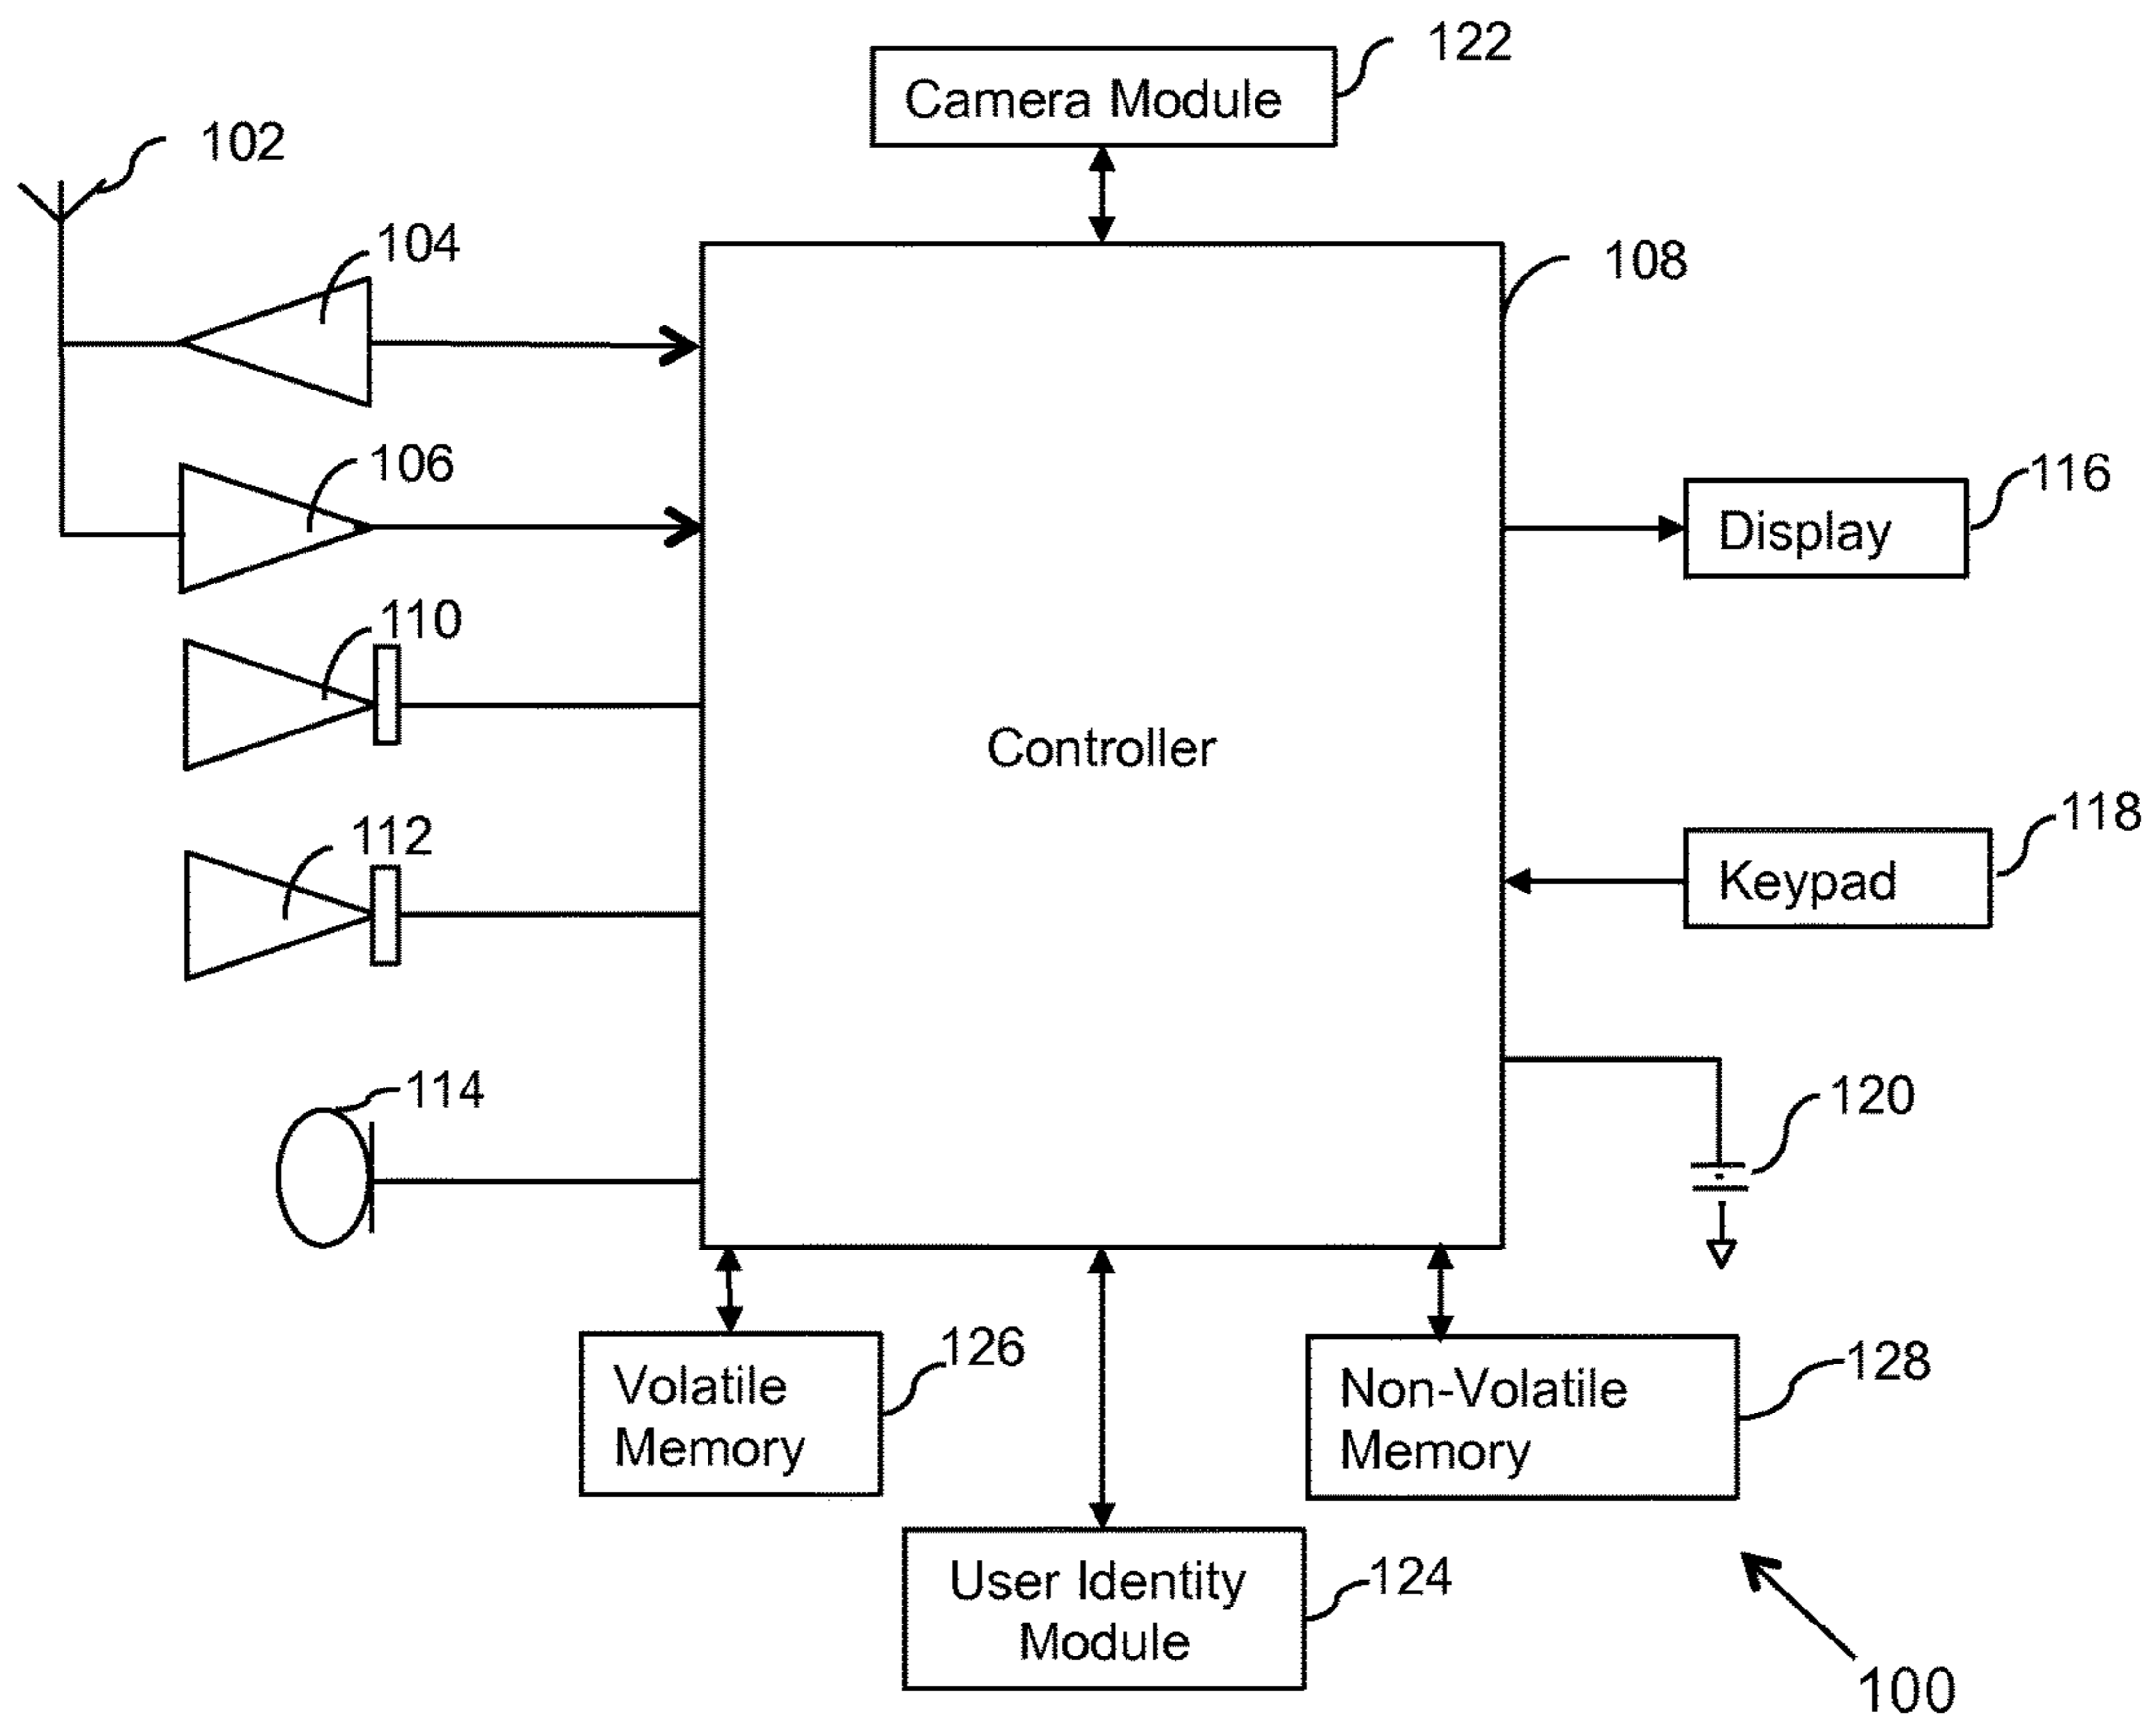 122
Camera Module
102
104
108
106
116
Display
110
Controller
118
112
Keypad
114
120
126
Volatile
Memory
128
Non-Volatile
Memory
124
User Identity
Module
100